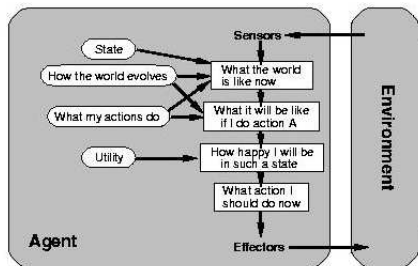 Sensors
State
What the world
is like now
How the world evolves
What it will be like
if I do action A
What my actions do
How happy I will be
in such a state
Utility
What action I
should do now
Agent
Effectors
Environment